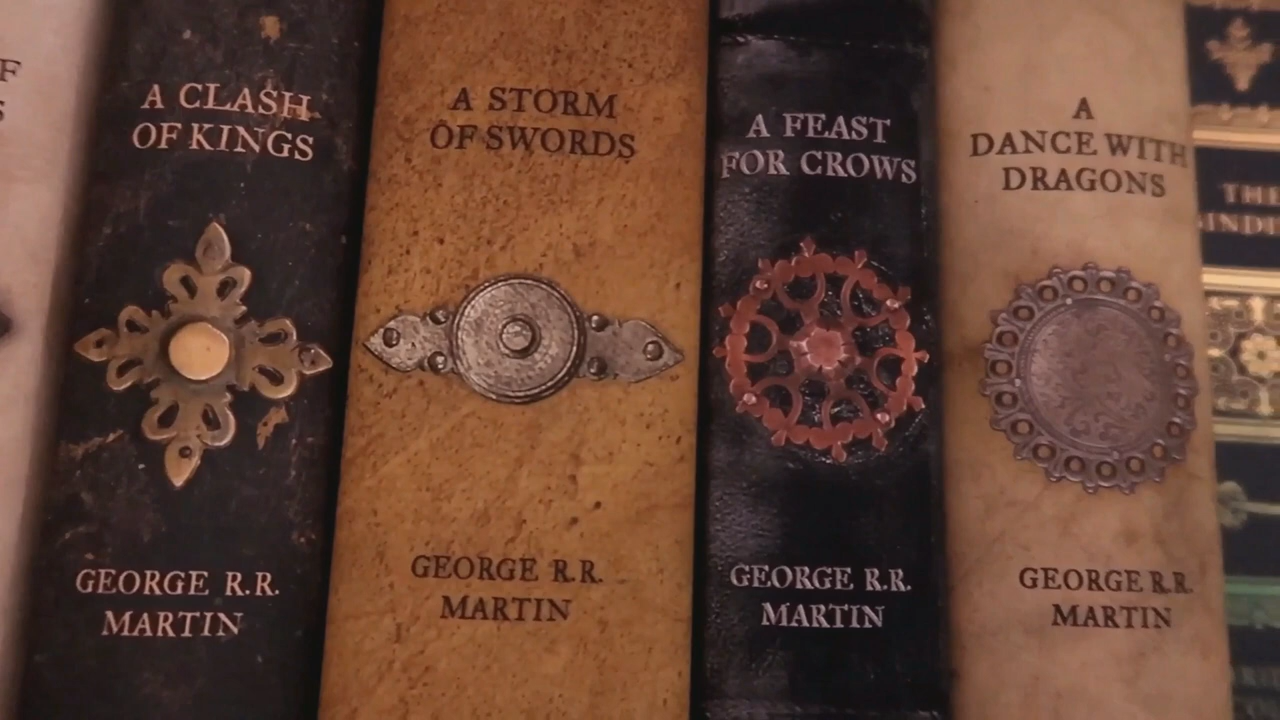 A CLASH
OF KINGS
GEORGE R.R.
MARTIN
A STORM
OF SWORDS
GEORGE R.R.
MARTIN
A FEAST
FOR CROWS
GEORGE R.R.
MARTIN
A
DANCE WITH
DRAGONS
GEORGE R.R.
MARTIN
THE